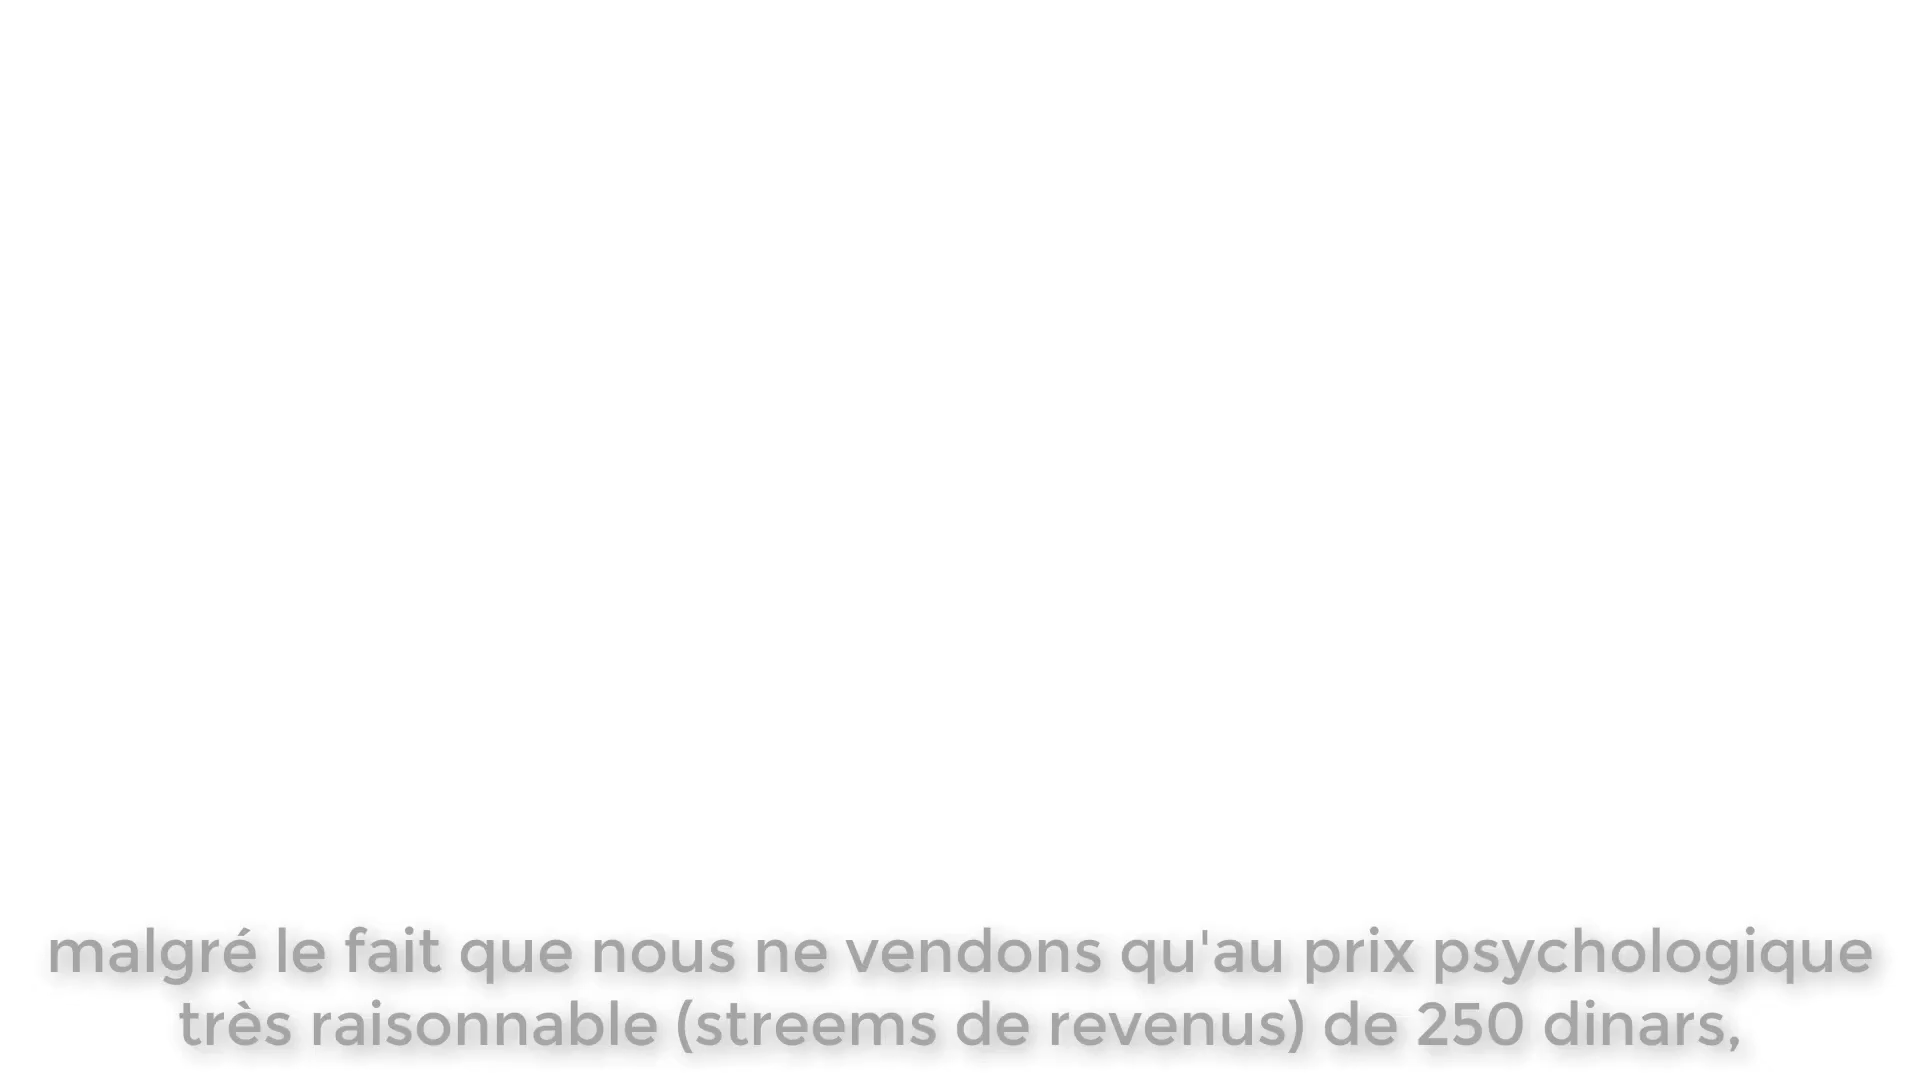 malgré le fait que nous ne vendons qu'au prix psychologique
très raisonnable (streems de revenus) de 250 dinars,